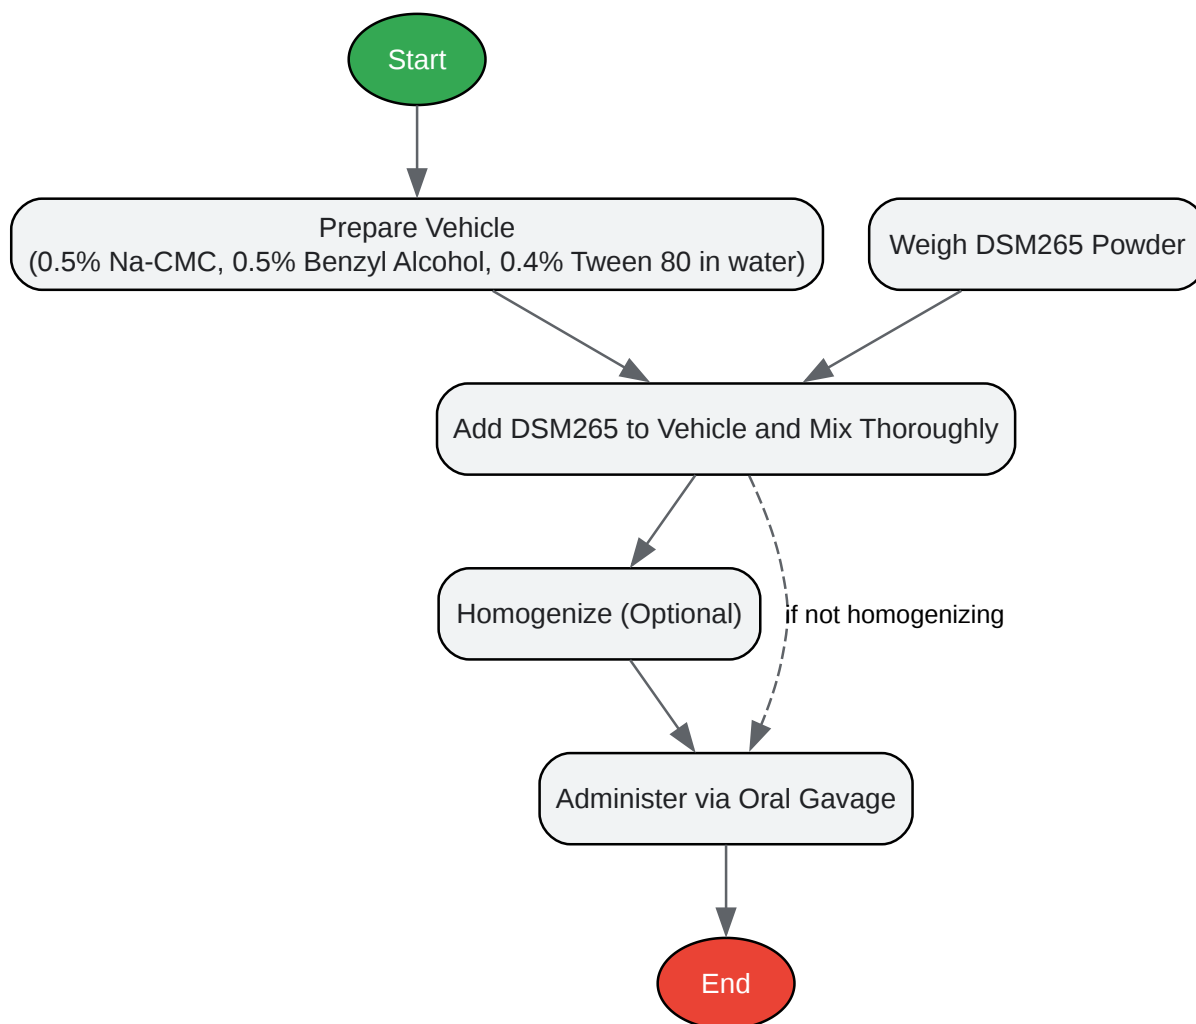 Start
Prepare Vehicle
(0.5% Na-CMC, 0.5% Benzyl Alcohol, 0.4% Tween 80 in water)
Weigh DSM265 Powder
Add DSM265 to Vehicle and Mix Thoroughly
Homogenize (Optional)
if not homogenizing
Administer via Oral Gavage
End